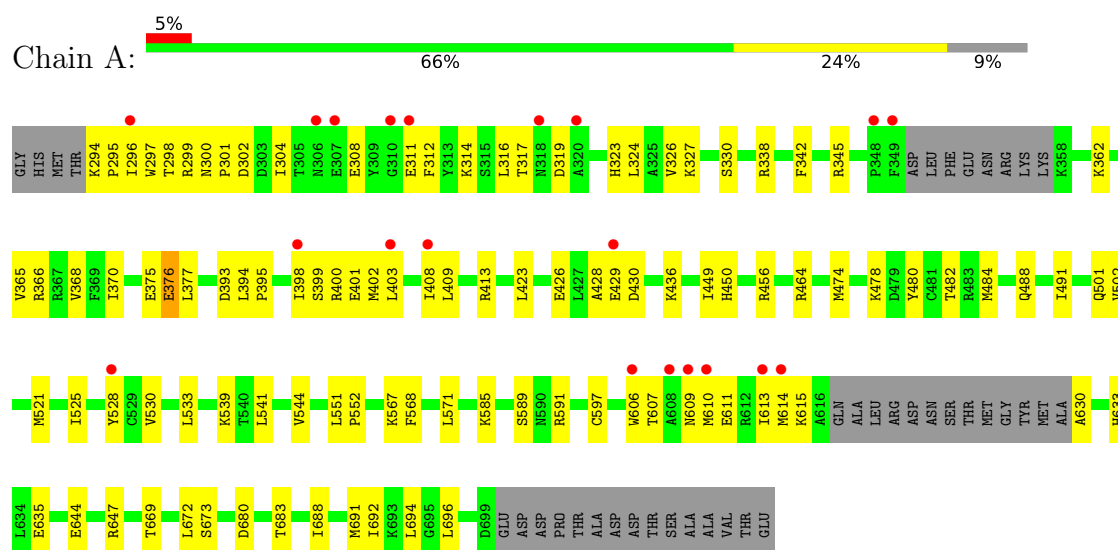 5%
Chain A:
66% 24% 9%
GLY HIS MET THR K294 P295 I296 W297 T298 R299 N300 P301 D302 D303 I304 T305 N306 E307 E308 Y309 G310 E311 F312 Y313 K314 S315 L316 T317 N318 D319 A320 H323 L324 A325 V326 K327 S330 R338 F342 R345 P348 F349 ASP LEU PHE GLU ASN ARG LYS LYS K358 K362
V365 R366 R367 V368 F369 I370 E375 E376 L377 D393 L394 P395 I398 S399 R400 E401 M402 L403 I408 L409 R413 L423 E426 L427 A428 E429 D430 K436 I449 H450 R456 R464 M474 K478 D479 Y480 C481 T482 R483 M484 Q488 I491 Q501 V502
M521 I525 Y528 C529 V530 L533 K539 T540 L541 V544 L551 P552 K567 F568 L571 K585 S589 N590 R591 C597 W606 T607 A608 N609 M610 E611 R612 I613 M614 K615 A616 GLN ALA LEU ARG ASP ASN SER THR MET GLY TYR MET ALA A630 H633
L634 E635 E644 R647 T669 L672 S673 D680 T683 I688 M691 I692 K693 L694 G695 L696 D699 GLU ASP ASP PRO THR ALA ASP ASP THR SER ALA ALA VAL THR GLU